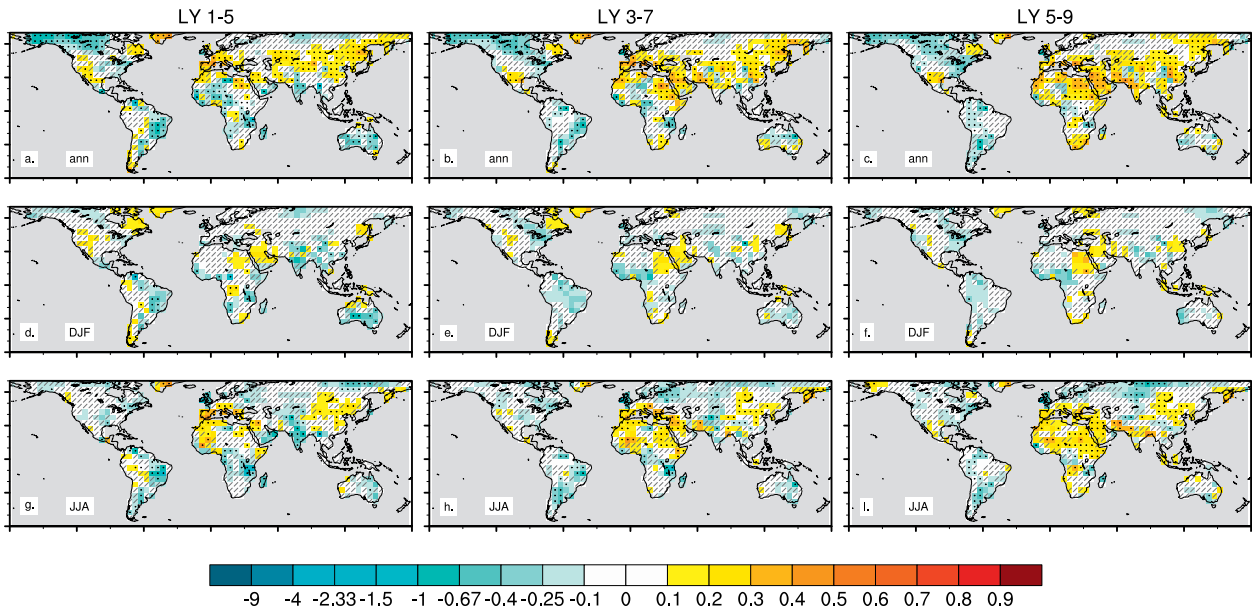 LY 1-5 LY 3-7 LY 5-9
a. ann b. ann c. ann
d. DJF e. DJF f. DJF
g. JJA h. JJA I. JJA
-9 -4 -2.33 -1.5 -1 -0.67 -0.4 -0.25 -0.1 0 0.1 0.2 0.3 0.4 0.5 0.6 0.7 0.8 0.9